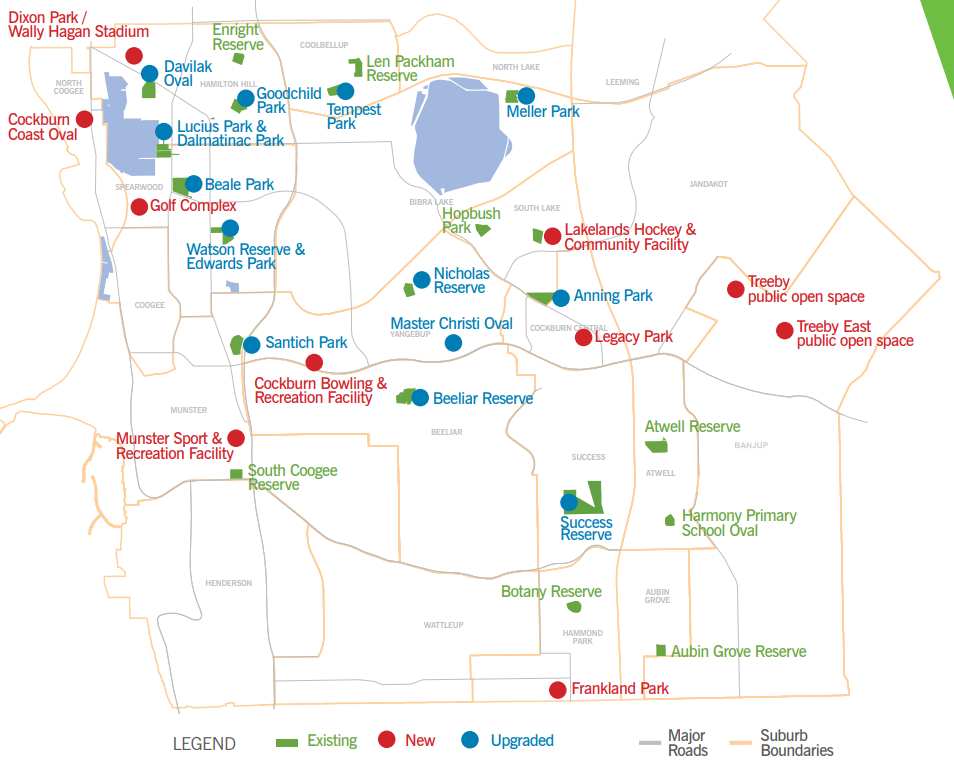 Dixon Park /
Wally Hagan Stadium
Enright
Reserve
COOLBELLUP
Len Packham
Reserve
NORTH LAKE
LEEMING
Davilak
Oval
NORTH
COOGEE
HAMILTON HILL
Goodchild
Park
Tempest
Park
Meller Park
Cockburn
Coast Oval
Lucius Park &
Dalmatinac Park
SPEARWOOD
Beale Park
JANDAKOT
Golf Complex
BIBRA LAKE
Hopbush
Park
SOUTH LAKE
Lakelands Hockey &
Community Facility
Watson Reserve &
Edwards Park
Nicholas
Reserve
Treeby
public open space
Anning Park
COOGEE
Master Christi Oval
YANGEBUP
COCKBURN CENTRAL
Legacy Park
Treeby East
public open space
Santich Park
Cockburn Bowling &
Recreation Facility
Beeliar Reserve
MUNSTER
BEELIAR
Atwell Reserve
BANJUP
Munster Sport &
Recreation Facility
SUCCESS
ATWELL
South Coogee
Reserve
Success
Reserve
Harmony Primary
School Oval
HENDERSON
Botany Reserve
AUBIN
GROVE
WATTLEUP
HAMMOND
PARK
Aubin Grove Reserve
Frankland Park
LEGEND
Existing
New
Upgraded
Major
Roads
Suburb
Boundaries